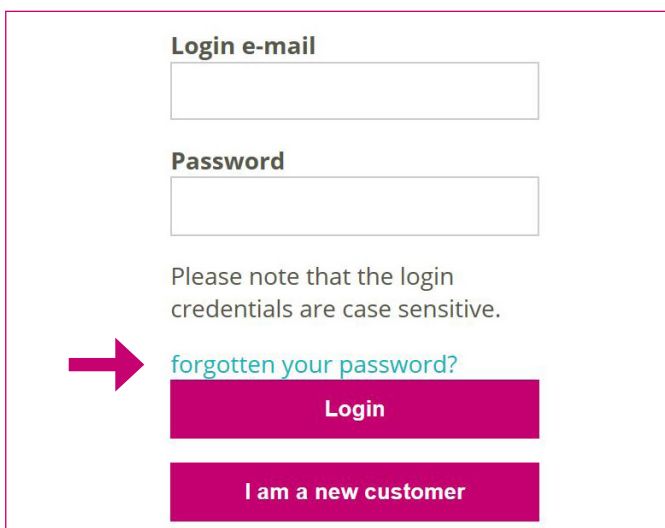 Login e-mail
Password
Please note that the login
credentials are case sensitive.
forgotten your password?
Login
I am a new customer